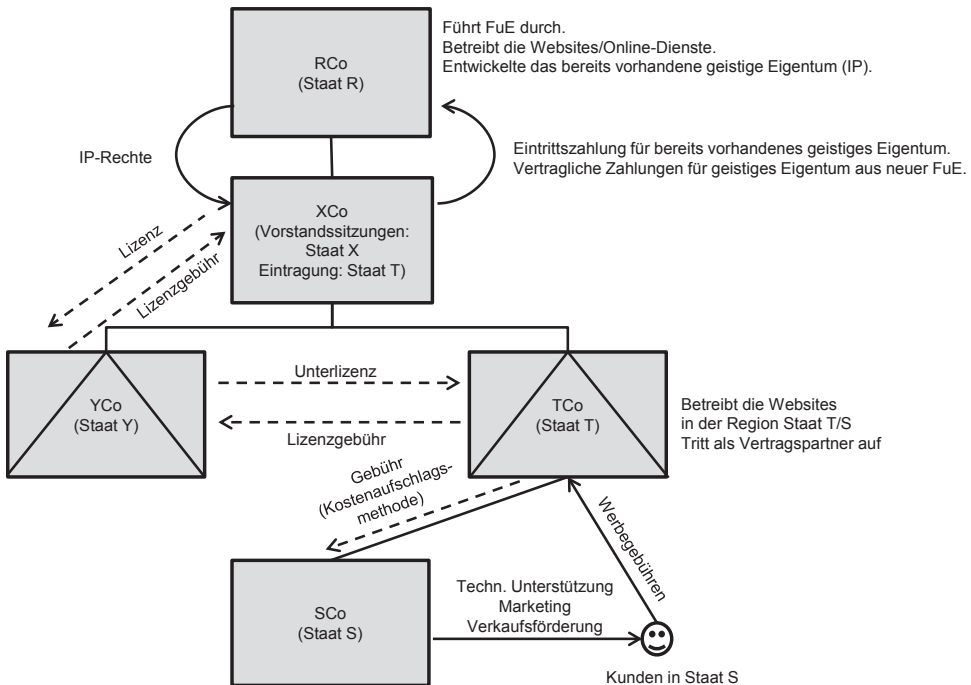 RCo
(Staat R)
Führt FuE durch.
Betreibt die Websites/Online-Dienste.
Entwickelte das bereits vorhandene geistige Eigentum (IP).
IP-Rechte
Eintrittszahlung für bereits vorhandenes geistiges Eigentum.
Vertragliche Zahlungen für geistiges Eigentum aus neuer FuE.
XCo
(Vorstandssitzungen:
Staat X
Eintragung: Staat T)
Lizenz
Lizenzgebühr
YCo
(Staat Y)
Unterlizenz
Lizenzgebühr
TCo
(Staat T)
Betreibt die Websites
in der Region Staat T/S
Tritt als Vertragspartner auf
Gebühr
(Kostenaufschlags-
methode)
Werbegebühren
SCo
(Staat S)
Techn. Unterstützung
Marketing
Verkaufsförderung
Kunden in Staat S